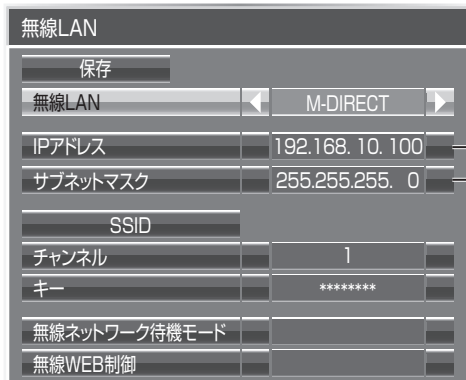 無線LAN
保存
無線LAN M-DIRECT
IPアドレス 192.168. 10. 100
サブネットマスク 255.255.255. 0
SSID
チャンネル 1
キー ********
無線ネットワーク待機モード
無線WEB制御